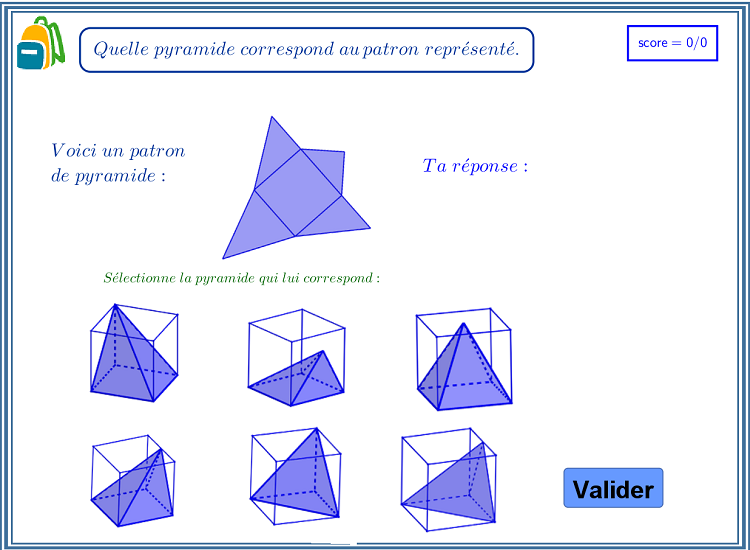 Quelle pyramide correspond au patron représenté.
score = 0/0
Voici un patron
de pyramide :
Ta réponse :
Sélectionne la pyramide qui lui correspond :
Valider